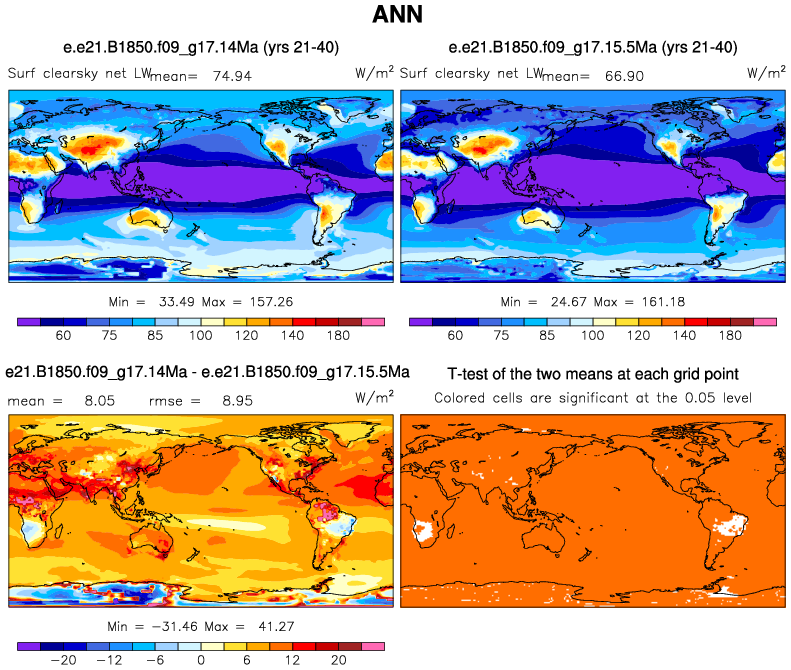 ANN
e.e21.B1850.f09_g17.14Ma (yrs 21-40)
Surf clearsky net LW mean= 74.94 W/m²
Min = 33.49 Max = 157.26
60 75 85 95 100 120 140 180
e.e21.B1850.f09_g17.15.5Ma (yrs 21-40)
Surf clearsky net LW mean= 66.90 W/m²
Min = 24.67 Max = 161.18
60 75 85 95 100 120 140 180
e21.B1850.f09_g17.14Ma - e.e21.B1850.f09_g17.15.5Ma
mean = 8.05 rmse = 8.95 W/m²
Min = −31.46 Max = 41.27
−20 −12 −6 0 6 12 20
T-test of the two means at each grid point
Colored cells are significant at the 0.05 level